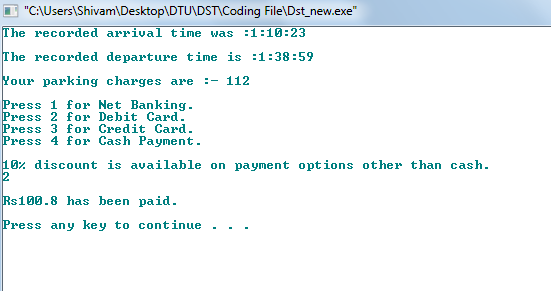 "C:\Users\Shivam\Desktop\DTU\DST\Coding File\Dst_new.exe"
The recorded arrival time was :1:10:23
The recorded departure time is :1:38:59
Your parking charges are :- 112
Press 1 for Net Banking.
Press 2 for Debit Card.
Press 3 for Credit Card.
Press 4 for Cash Payment.
10% discount is available on payment options other than cash.
2
Rs100.8 has been paid.
Press any key to continue . . .